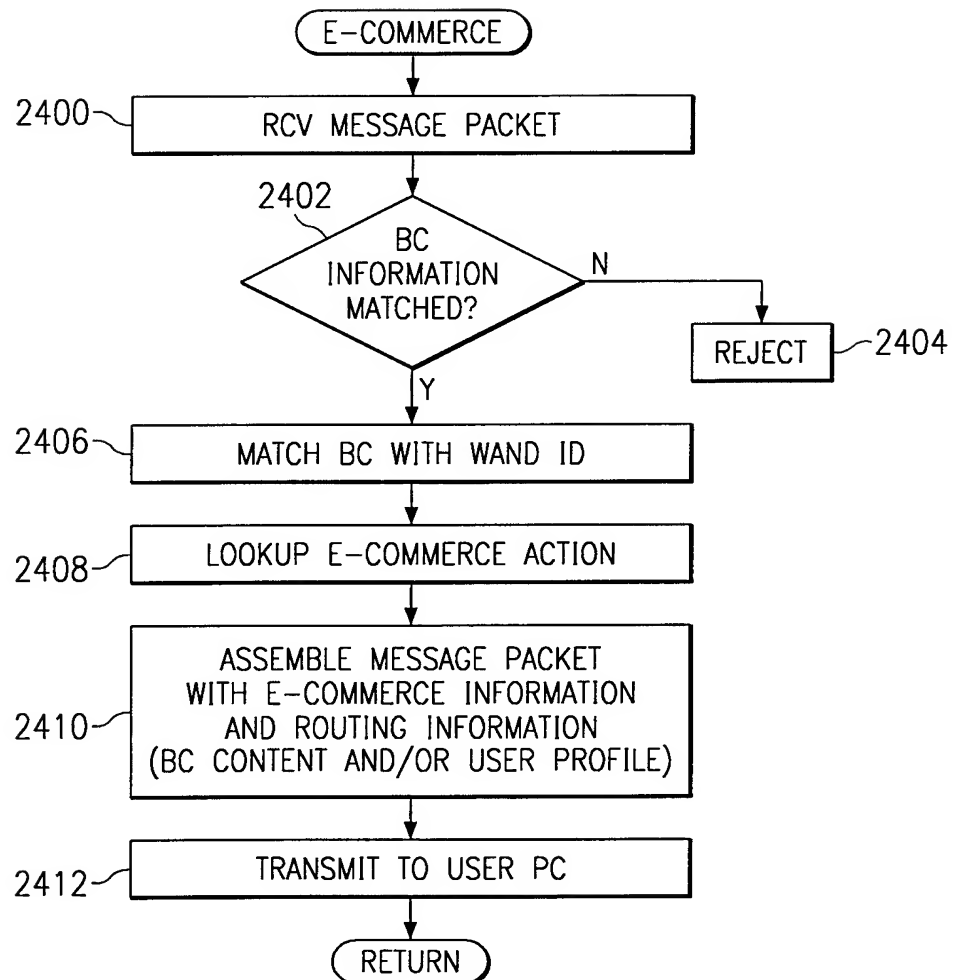 E-COMMERCE
2400
RCV MESSAGE PACKET
2402
BC
INFORMATION
MATCHED?
N
REJECT
2404
Y
2406
MATCH BC WITH WAND ID
2408
LOOKUP E-COMMERCE ACTION
2410
ASSEMBLE MESSAGE PACKET
WITH E-COMMERCE INFORMATION
AND ROUTING INFORMATION
(BC CONTENT AND/OR USER PROFILE)
2412
TRANSMIT TO USER PC
RETURN